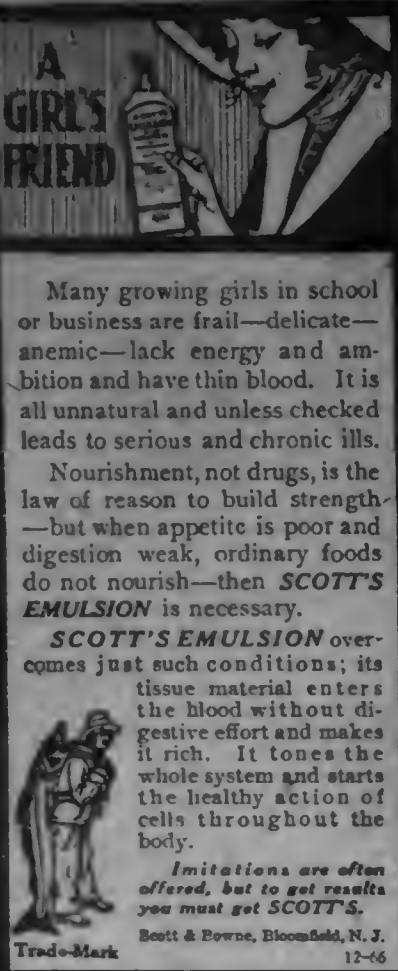 A
GIRL'S
FRIEND
Many growing girls in school
or business are frail—delicate—
anemic—lack energy and am-
bition and have thin blood. It is
all unnatural and unless checked
leads to serious and chronic ills.
Nourishment, not drugs, is the
law of reason to build strength
—but when appetite is poor and
digestion weak, ordinary foods
do not nourish—then SCOTT'S
EMULSION is necessary.
SCOTT'S EMULSION over-
comes just such conditions; its
tissue material enters
the blood without di-
gestive effort and makes
it rich. It tones the
whole system and starts
the healthy action of
cells throughout the
body.
Imitations are often
offered, but to get results
you must get SCOTT'S.
Scott & Bowne, Bloomfield, N. J.
12-66
Trade-Mark